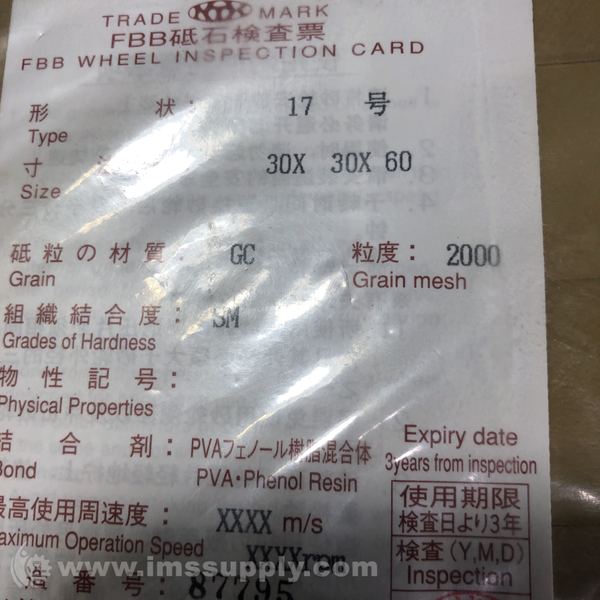 TRADE MARK
FBB砥石検査票
FBB WHEEL INSPECTION CARD
形 状: 17 号
Type
寸 30X 30X 60
Size
砥粒の材質: GC 粒度: 2000
Grain Grain mesh
組織結合度: SM
Grades of Hardness
物性記号:
Physical Properties
結合剤: PVAフェノール樹脂混合体
Bond PVA・Phenol Resin
Expiry date
3years from inspection
使用期限
検査日より3年
検査(Y,M,D)
Inspection
最高使用周速度: XXXX m/s
Maximum Operation Speed XXXXrpm
番号: 87795
www.imssupply.com